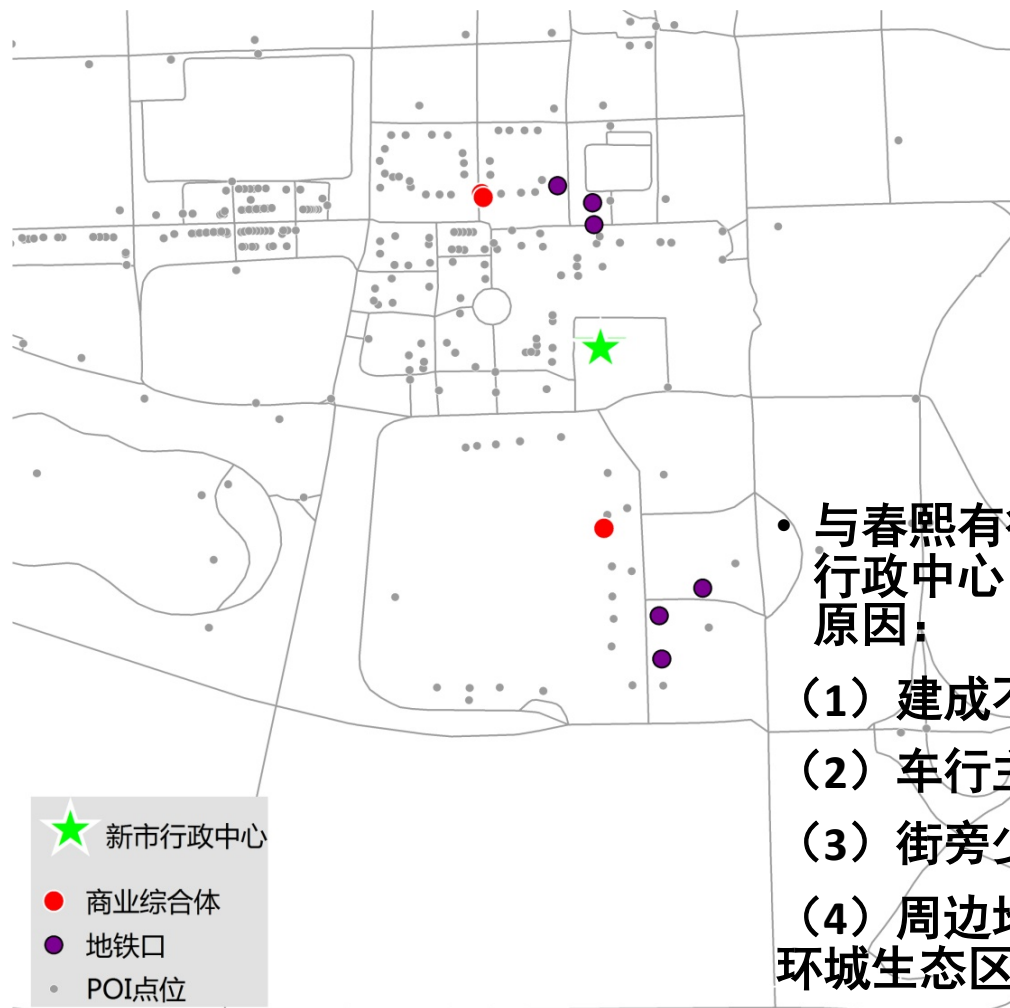 与春熙有
行政中心
原因：
（1）建成
（2）车行
（3）街旁
（4）周边
环城生态区
新市行政中心
商业综合体
地铁口
POI点位